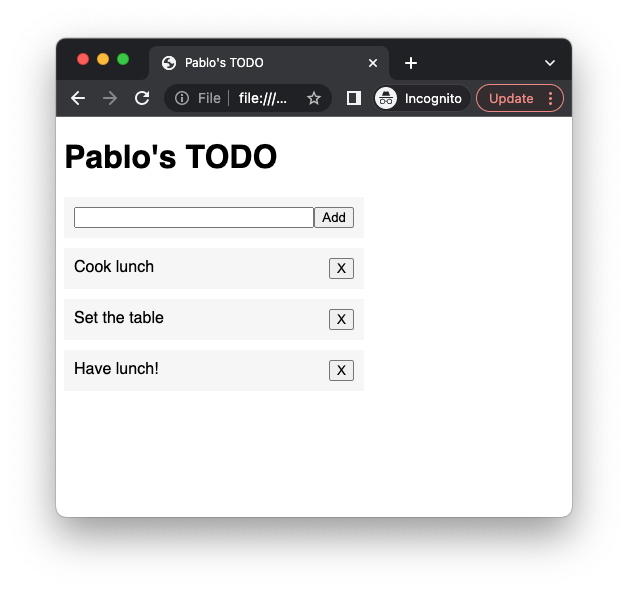 Pablo's TODO
File file:///... Incognito Update
Pablo's TODO
Add
Cook lunch X
Set the table X
Have lunch! X